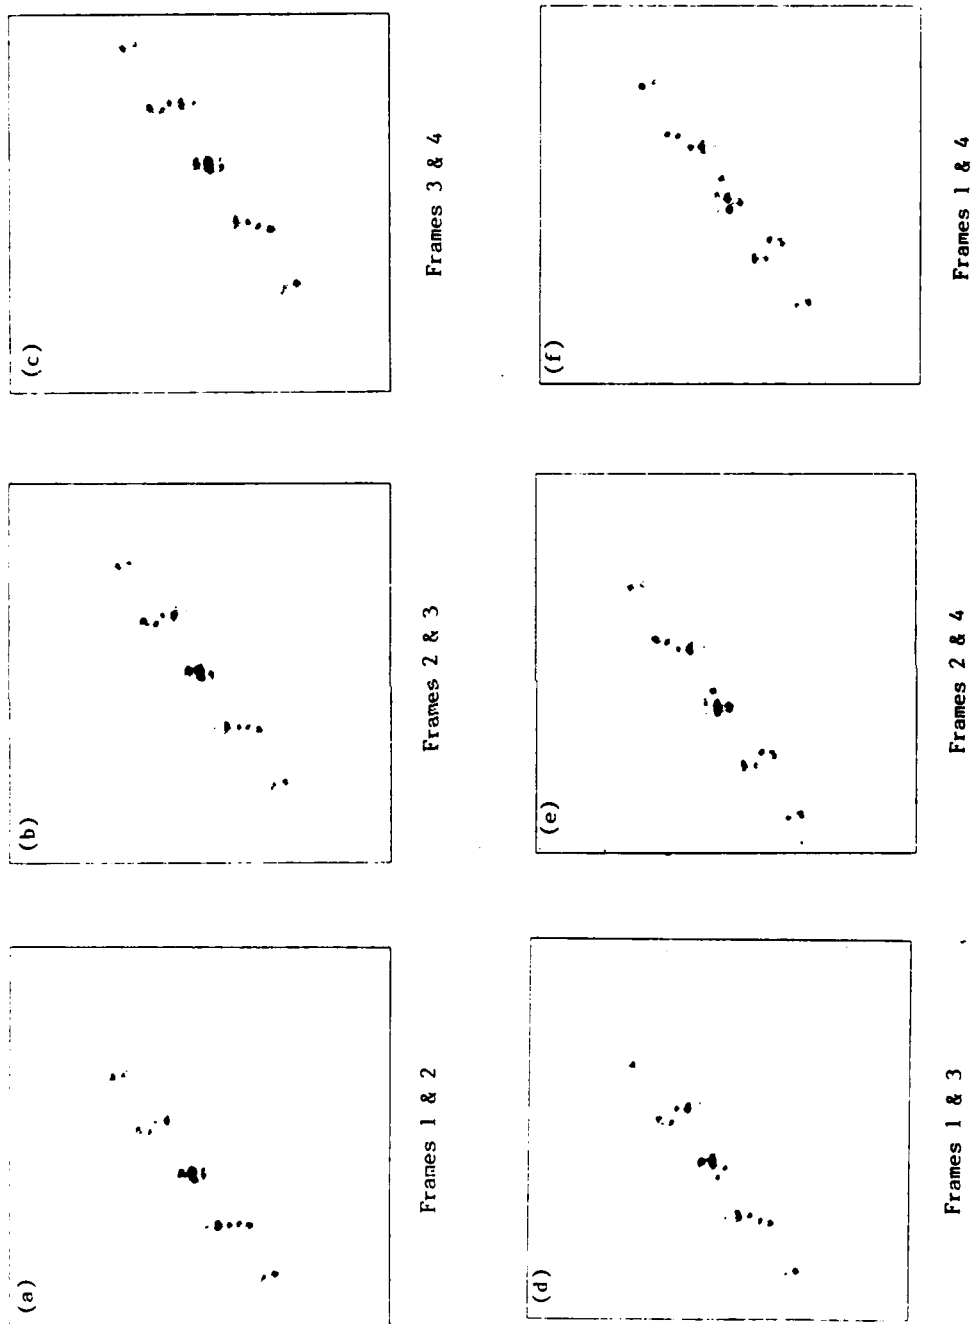 (a)
(b)
(c)
Frames 1 & 2
Frames 2 & 3
Frames 3 & 4
(d)
(e)
(f)
Frames 1 & 3
Frames 2 & 4
Frames 1 & 4